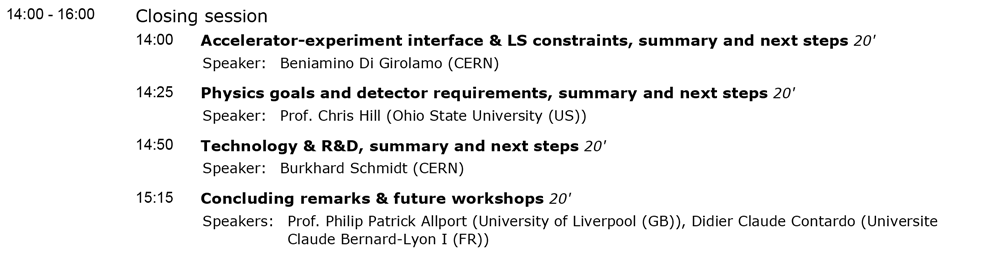 14:00 - 16:00 Closing session
14:00 Accelerator-experiment interface & LS constraints, summary and next steps 20'
Speaker: Beniamino Di Girolamo (CERN)
14:25 Physics goals and detector requirements, summary and next steps 20'
Speaker: Prof. Chris Hill (Ohio State University (US))
14:50 Technology & R&D, summary and next steps 20'
Speaker: Burkhard Schmidt (CERN)
15:15 Concluding remarks & future workshops 20'
Speakers: Prof. Philip Patrick Allport (University of Liverpool (GB)), Didier Claude Contardo (Universite
Claude Bernard-Lyon I (FR))